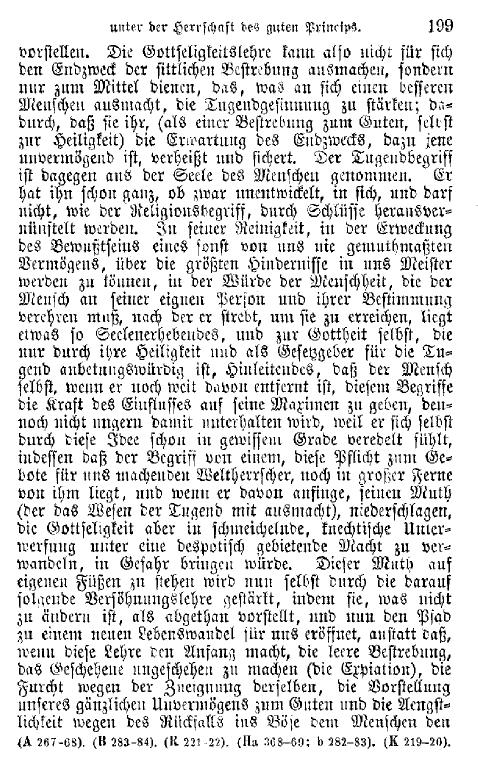 unter der Herrschaft des guten Princips. 199
vorstellen. Die Gottseligkeitslehre kann also nicht für sich
den Endzweck der sittlichen Bestrebung ausmachen, sondern
nur zum Mittel dienen, das, was an sich einen besseren
Menschen ausmacht, die Tugendgesinnung zu stärken; da-
durch, daß sie ihr, (als einer Bestrebung zum Guten, selbst
zur Heiligkeit) die Erwartung des Endzwecks, dazu jene
unvermögend ist, verheißt und sichert. Der Tugendbegriff
ist dagegen aus der Seele des Menschen genommen. Er
hat ihn schon ganz, ob zwar unentwickelt, in sich, und darf
nicht, wie der Religionsbegriff, durch Schlüsse herausver-
nünftelt werden. In seiner Reinigkeit, in der Erweckung
des Bewußtseins eines sonst von uns nie gemuthmaßten
Vermögens, über die größten Hindernisse in uns Meister
werden zu können, in der Würde der Menschheit, die der
Mensch an seiner eignen Person und ihrer Bestimmung
verehren muß, nach der er strebt, um sie zu erreichen, liegt
etwas so Seelenerhebendes, und zur Gottheit selbst, die
nur durch ihre Heiligkeit und als Gesetzgeber für die Tu-
gend anbetungswürdig ist, Hinleitendes, daß der Mensch
selbst, wenn er noch weit davon entfernt ist, diesem Begriffe
die Kraft des Einflusses auf seine Maximen zu geben, den-
noch nicht ungern damit unterhalten wird, weil er sich selbst
durch diese Idee schon in gewissem Grade veredelt fühlt,
indessen daß der Begriff von einem, diese Pflicht zum Ge-
bote für uns machenden Weltherrscher, noch in großer Ferne
von ihm liegt, und wenn er davon anfinge, seinen Muth
(der das Wesen der Tugend mit ausmacht), niederschlagen,
die Gottseligkeit aber in schmeichelnde, knechtische Unter-
werfung unter eine despotisch gebietende Macht zu ver-
wandeln, in Gefahr bringen würde. Dieser Muth auf
eigenen Füßen zu stehen wird nun selbst durch die darauf
folgende Versöhnungslehre gestärkt, indem sie, was nicht
zu ändern ist, als abgethan vorstellt, und nun den Pfad
zu einem neuen Lebenswandel für uns eröffnet, anstatt daß,
wenn diese Lehre den Anfang macht, die leere Bestrebung,
das Geschehene ungeschehen zu machen (die Expiation), die
Furcht wegen der Zueignung derselben, die Vorstellung
unseres gänzlichen Unvermögens zum Guten und die Aengst-
lichkeit wegen des Rückfalls ins Böse dem Menschen den
(A 267-68). (B 283-84). (R 221-22). (Ha 368-69; b 282-83). (K 219-20).